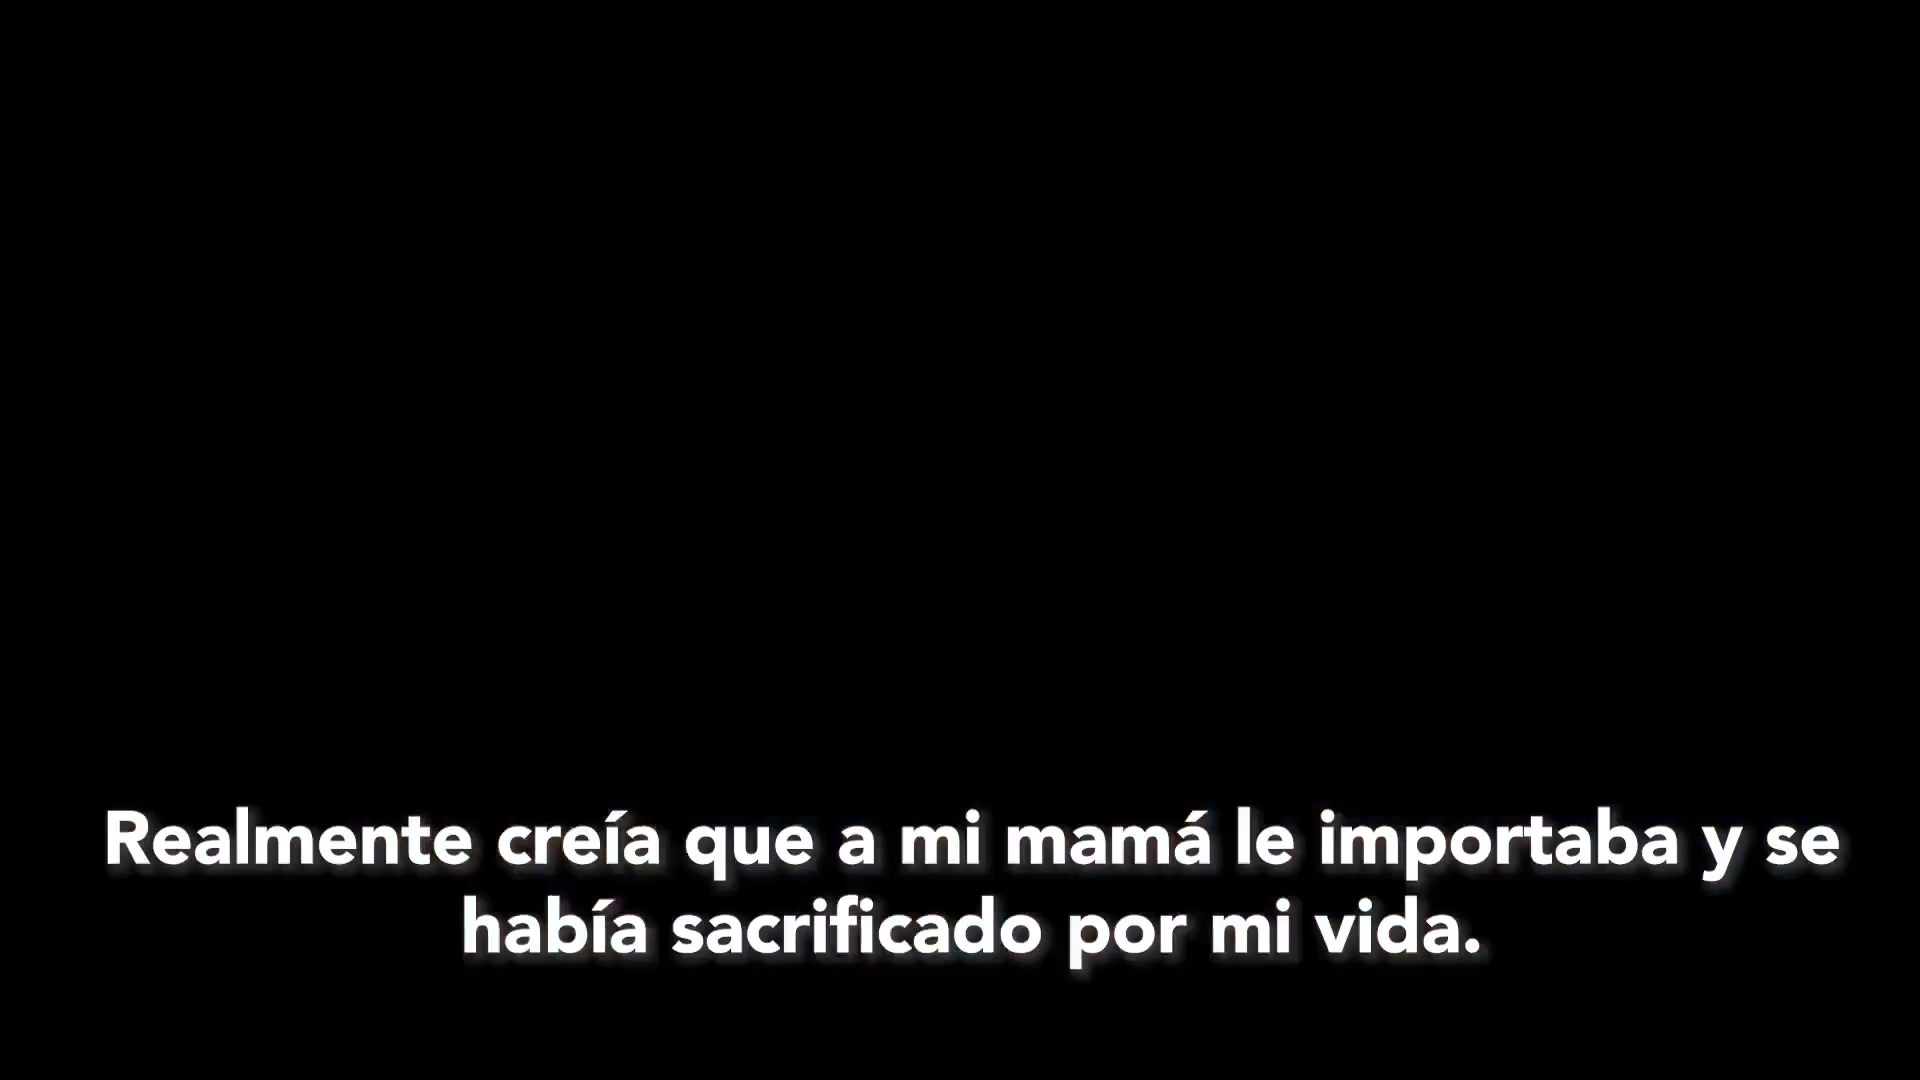 Realmente creía que a mi mamá le importaba y se
había sacrificado por mi vida.